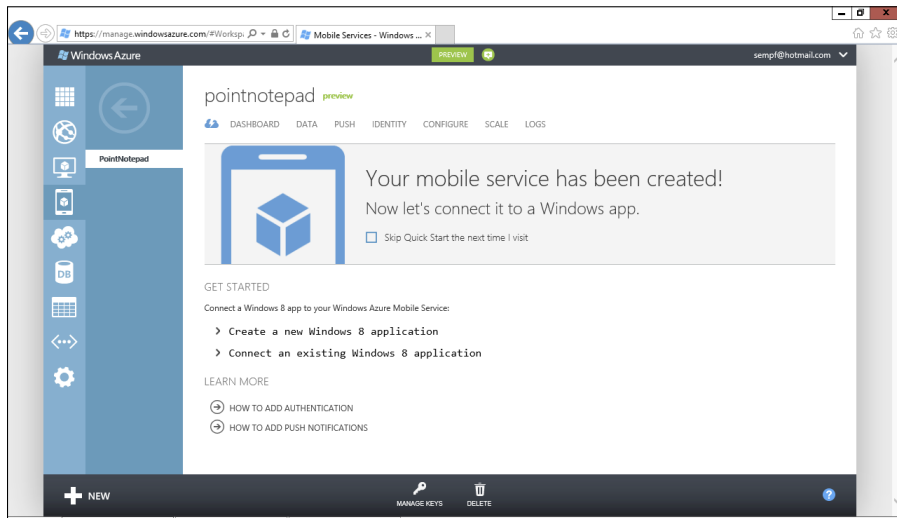 https://manage.windowsazure.com/#Workspa
Mobile Services - Windows ...
Windows Azure
PREVIEW
sempf@hotmail.com
pointnotepad preview
DASHBOARD DATA PUSH IDENTITY CONFIGURE SCALE LOGS
PointNotepad
Your mobile service has been created!
Now let's connect it to a Windows app.
Skip Quick Start the next time I visit
DB
GET STARTED
Connect a Windows 8 app to your Windows Azure Mobile Service:
Create a new Windows 8 application
Connect an existing Windows 8 application
LEARN MORE
HOW TO ADD AUTHENTICATION
HOW TO ADD PUSH NOTIFICATIONS
NEW
MANAGE KEYS
DELETE
?